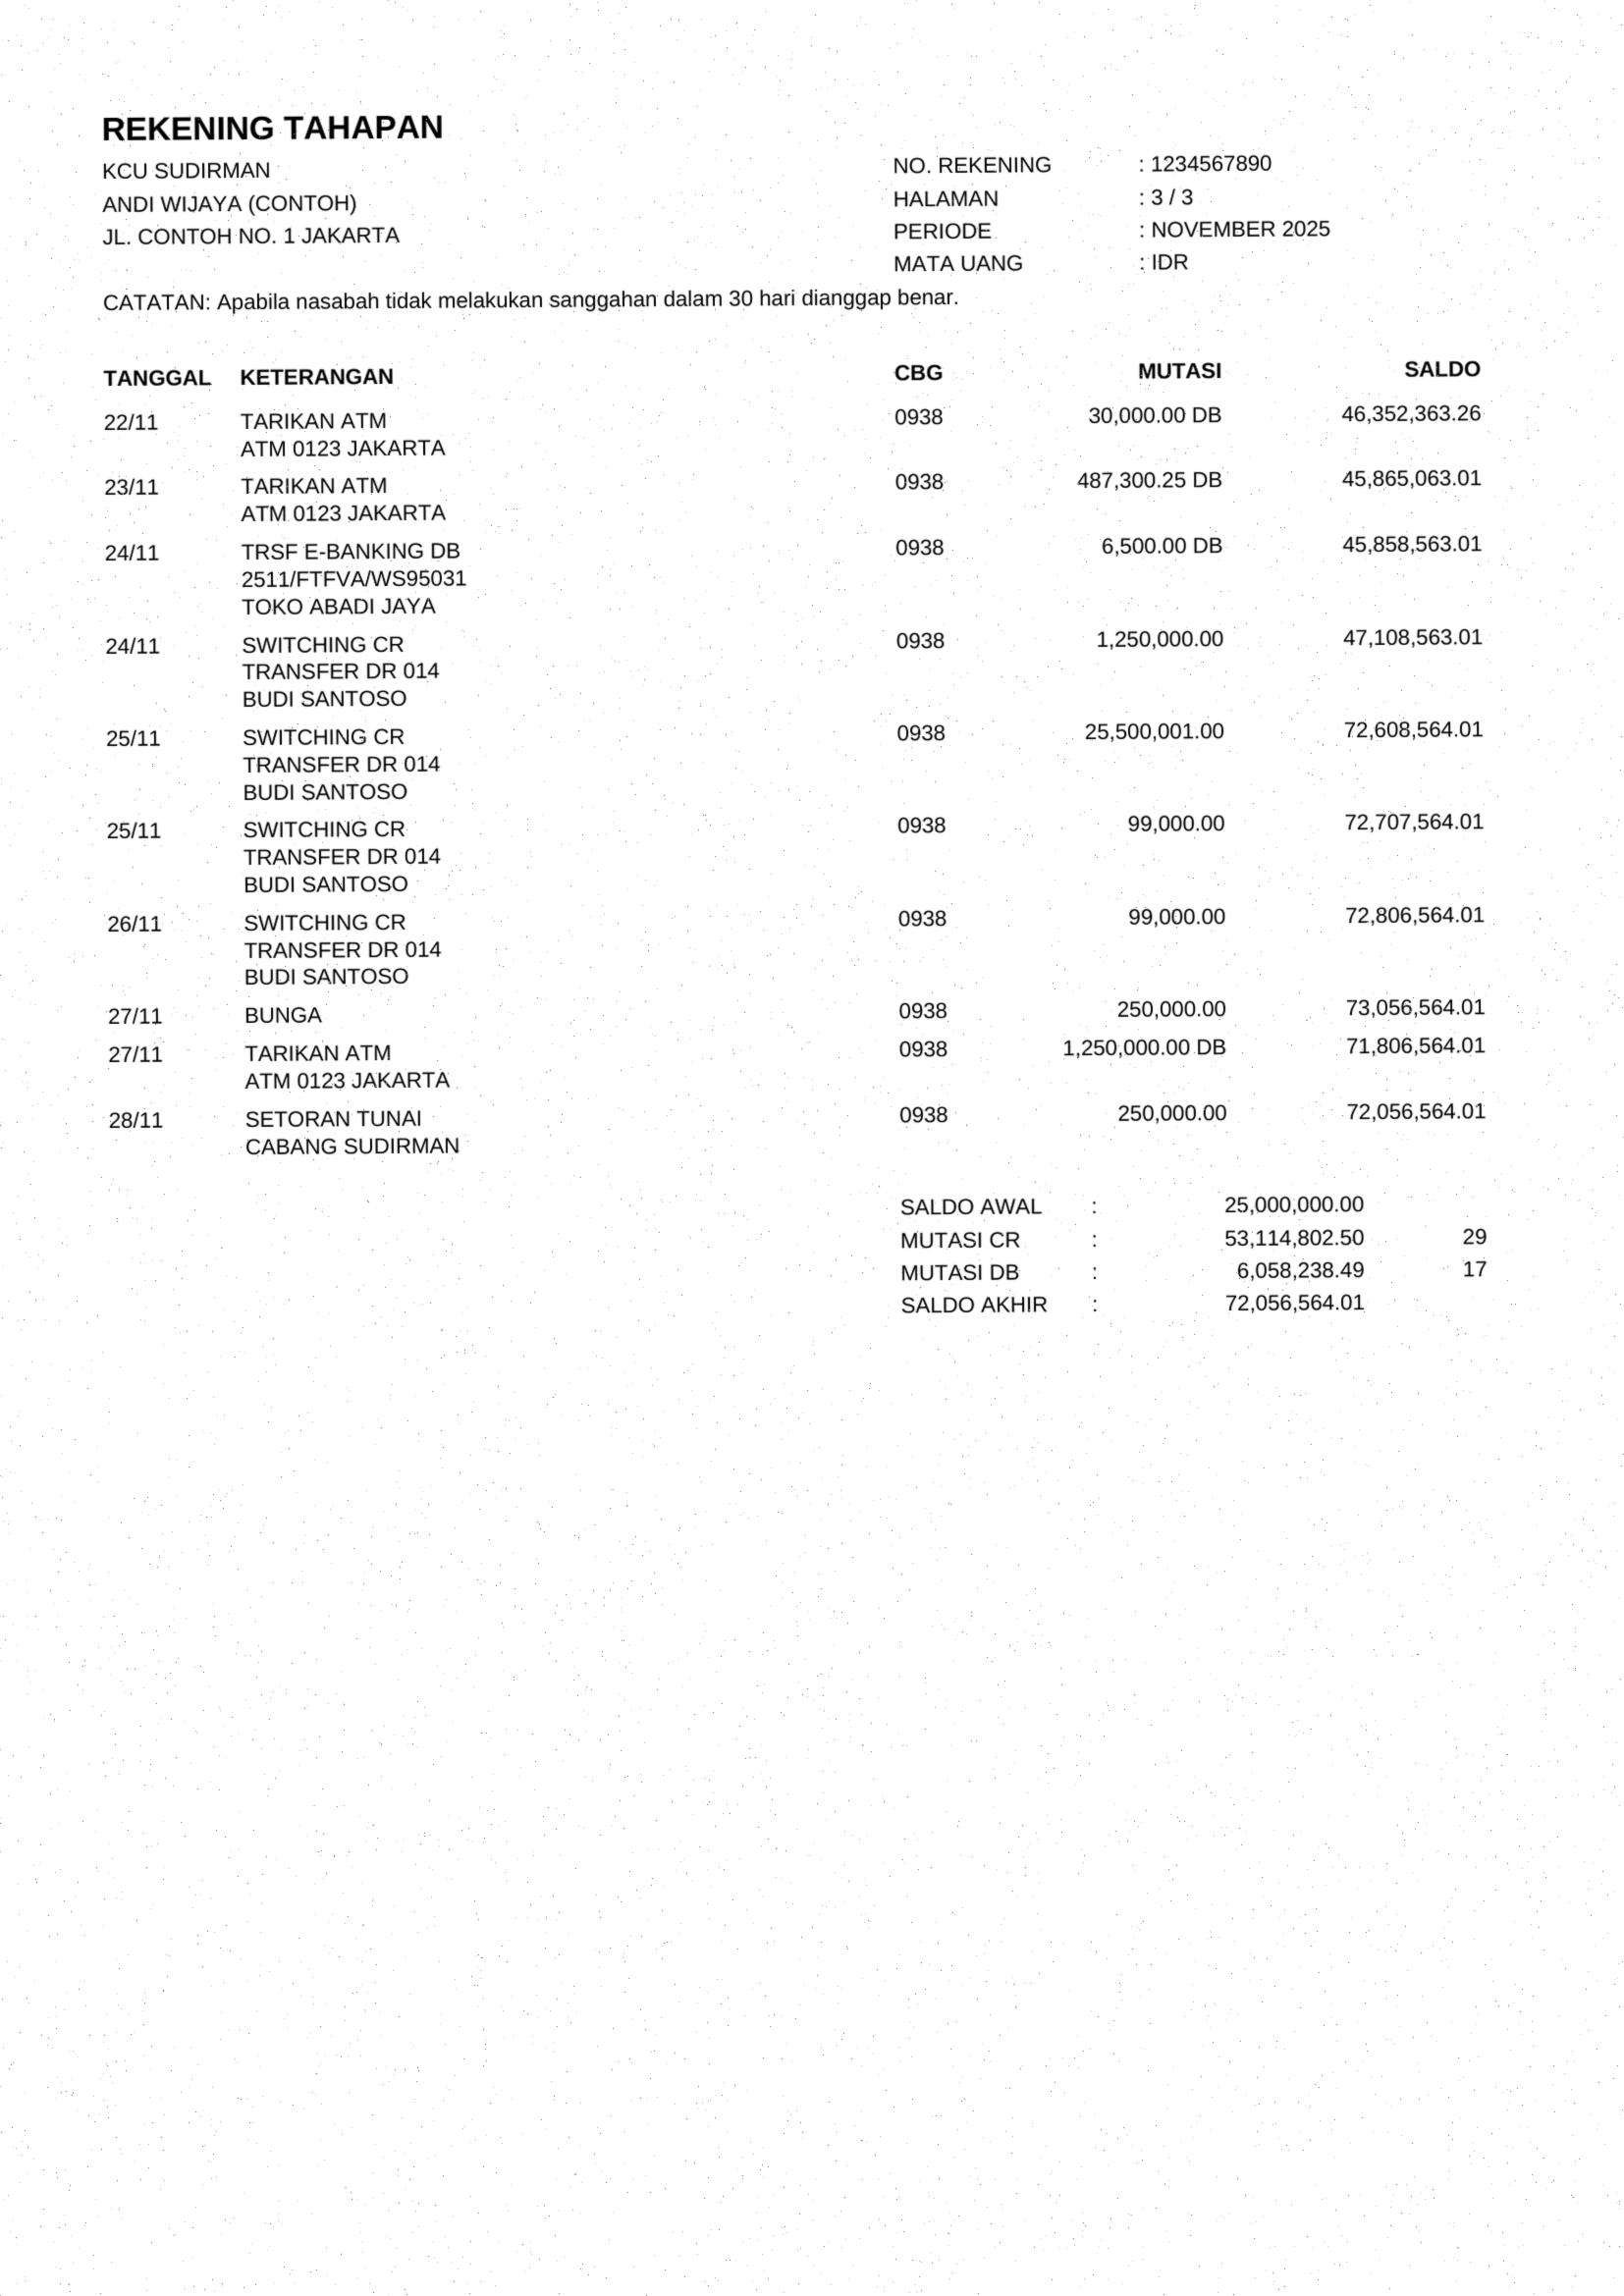 REKENING TAHAPAN
KCU SUDIRMAN
ANDI WIJAYA (CONTOH)
JL. CONTOH NO. 1 JAKARTA
NO. REKENING : 1234567890
HALAMAN : 3 / 3
PERIODE : NOVEMBER 2025
MATA UANG : IDR
CATATAN: Apabila nasabah tidak melakukan sanggahan dalam 30 hari dianggap benar.
TANGGAL KETERANGAN CBG MUTASI SALDO
22/11 TARIKAN ATM 0938 30,000.00 DB 46,352,363.26
ATM 0123 JAKARTA
23/11 TARIKAN ATM 0938 487,300.25 DB 45,865,063.01
ATM 0123 JAKARTA
24/11 TRSF E-BANKING DB 0938 6,500.00 DB 45,858,563.01
2511/FTFVA/WS95031
TOKO ABADI JAYA
24/11 SWITCHING CR 0938 1,250,000.00 47,108,563.01
TRANSFER DR 014
BUDI SANTOSO
25/11 SWITCHING CR 0938 25,500,001.00 72,608,564.01
TRANSFER DR 014
BUDI SANTOSO
25/11 SWITCHING CR 0938 99,000.00 72,707,564.01
TRANSFER DR 014
BUDI SANTOSO
26/11 SWITCHING CR 0938 99,000.00 72,806,564.01
TRANSFER DR 014
BUDI SANTOSO
27/11 BUNGA 0938 250,000.00 73,056,564.01
27/11 TARIKAN ATM 0938 1,250,000.00 DB 71,806,564.01
ATM 0123 JAKARTA
28/11 SETORAN TUNAI 0938 250,000.00 72,056,564.01
CABANG SUDIRMAN
SALDO AWAL : 25,000,000.00
MUTASI CR : 53,114,802.50 29
MUTASI DB : 6,058,238.49 17
SALDO AKHIR : 72,056,564.01